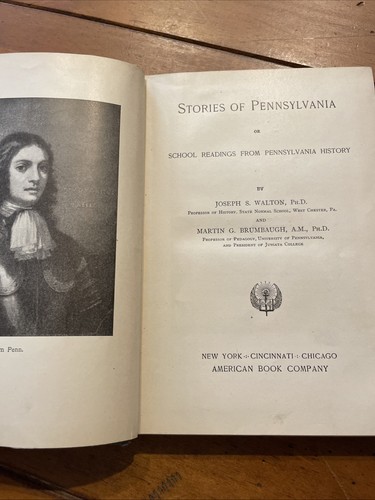 STORIES OF PENNSYLVANIA
OR
SCHOOL READINGS FROM PENNSYLVANIA HISTORY
BY
JOSEPH S. WALTON, PH.D.
PROFESSOR OF HISTORY, STATE NORMAL SCHOOL, WEST CHESTER, PA.
AND
MARTIN G. BRUMBAUGH, A.M., PH.D.
PROFESSOR OF PEDAGOGY, UNIVERSITY OF PENNSYLVANIA,
AND PRESIDENT OF JUNIATA COLLEGE
NEW YORK ·:· CINCINNATI ·:· CHICAGO
AMERICAN BOOK COMPANY
Penn.